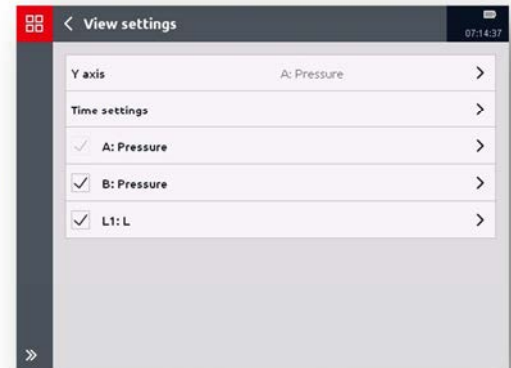 View settings
07:14:37
Y axis A: Pressure
Time settings
A: Pressure
B: Pressure
L1: L